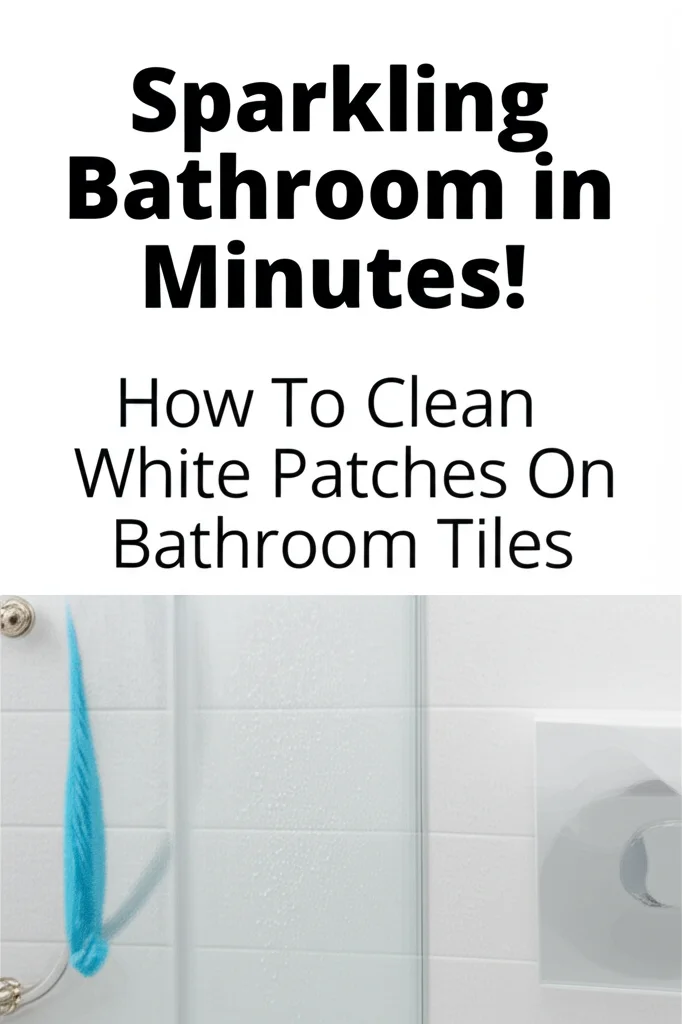 Sparkling
Bathroom in
Minutes!
How To Clean
White Patches On
Bathroom Tiles